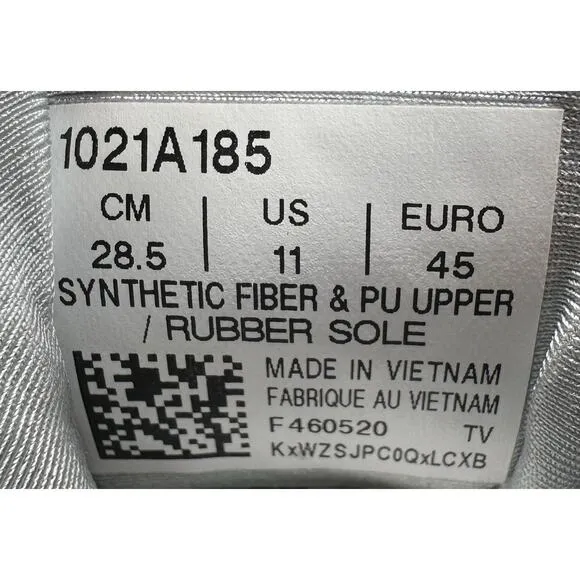 1021A185
CM | US | EURO
28.5 | 11 | 45
SYNTHETIC FIBER & PU UPPER
/ RUBBER SOLE
MADE IN VIETNAM
FABRIQUE AU VIETNAM
F460520 TV
KxWZSJPC0QxLCXB